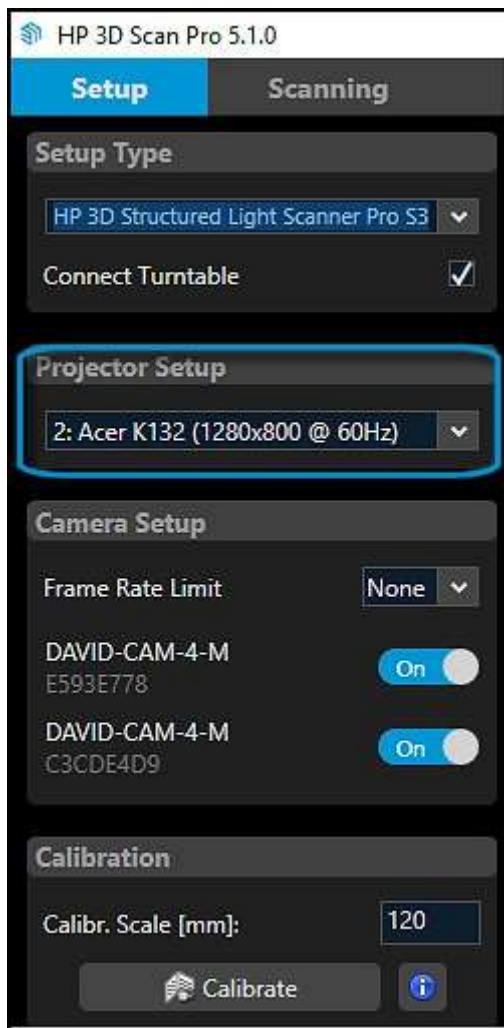 HP 3D Scan Pro 5.1.0
Setup Scanning
Setup Type
HP 3D Structured Light Scanner Pro S3
Connect Turntable
Projector Setup
2: Acer K132 (1280x800 @ 60Hz)
Camera Setup
Frame Rate Limit None
DAVID-CAM-4-M
On
E593E778
DAVID-CAM-4-M
On
C3CDE4D9
Calibration
Calibr. Scale [mm]: 120
Calibrate i